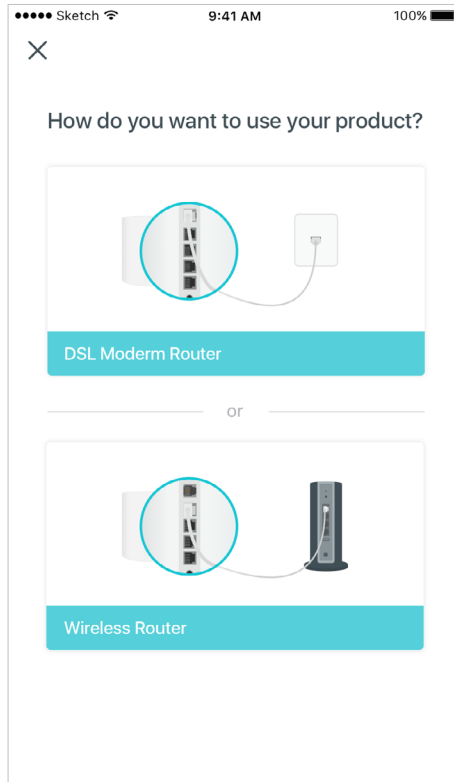 Sketch 9:41 AM 100%
How do you want to use your product?
DSL Moderm Router
or
Wireless Router